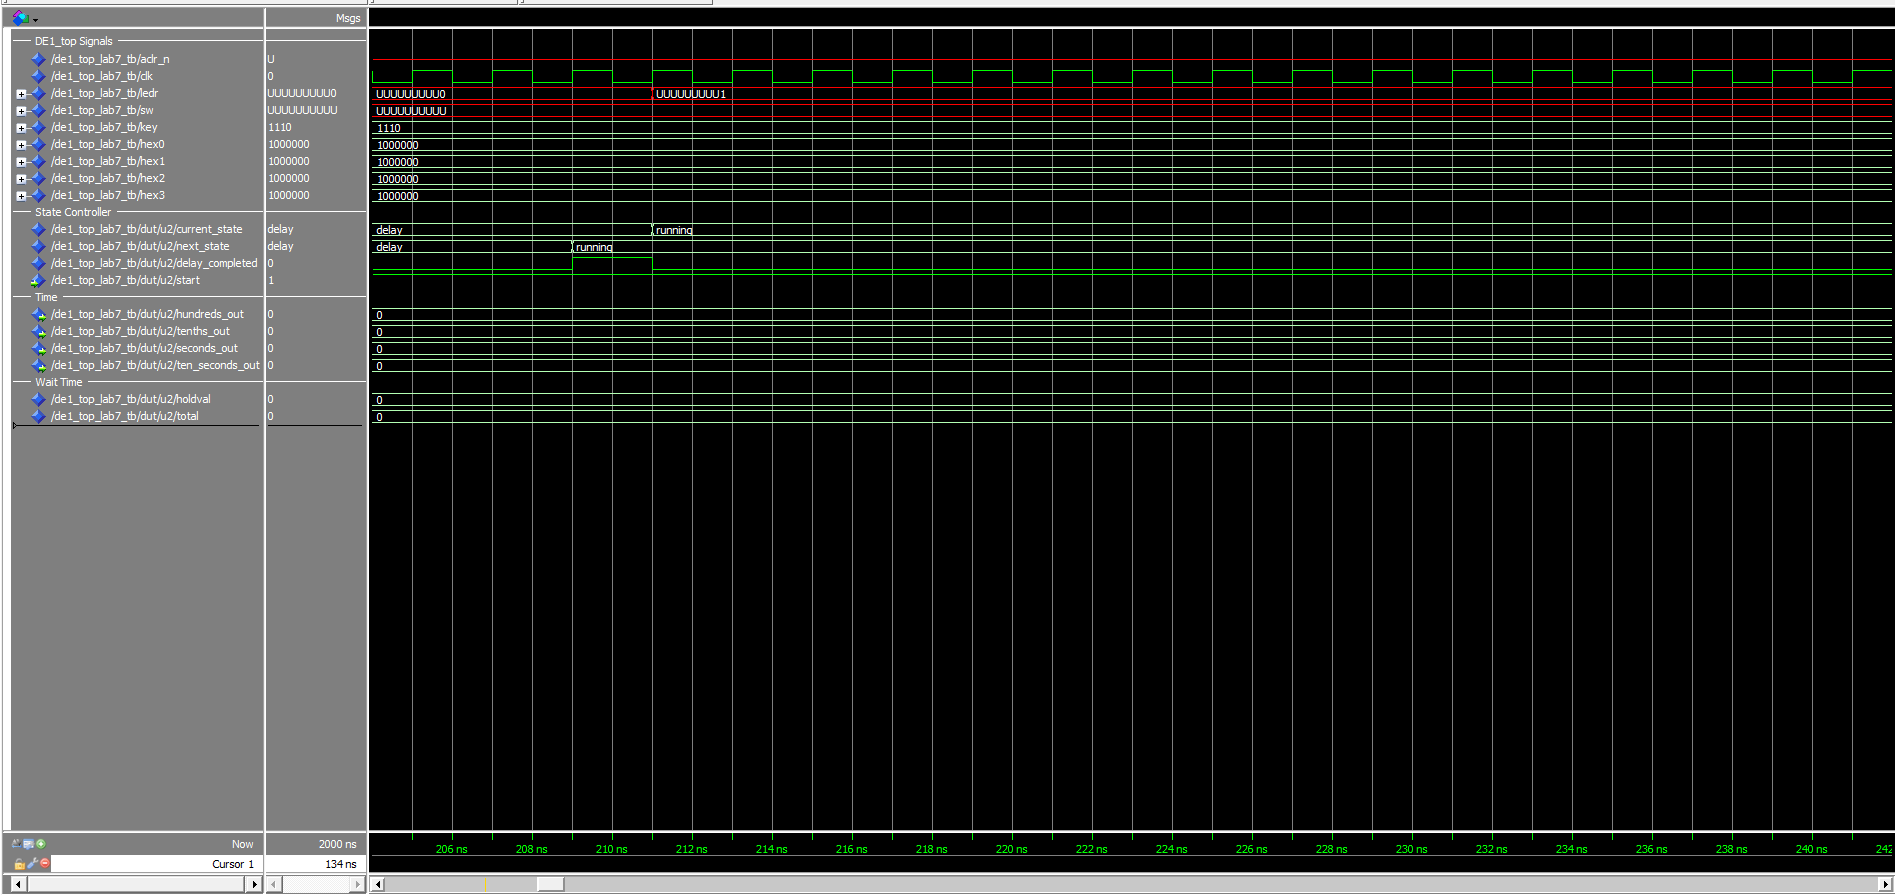 Msgs
DE1_top Signals
/de1_top_lab7_tb/aclr_n U
/de1_top_lab7_tb/clk 0
/de1_top_lab7_tb/ledr UUUUUUUUU0 UUUUUUUUU0 UUUUUUUUU1
/de1_top_lab7_tb/sw UUUUUUUUUU UUUUUUUUUU
/de1_top_lab7_tb/key 1110 1110
/de1_top_lab7_tb/hex0 1000000 1000000
/de1_top_lab7_tb/hex1 1000000 1000000
/de1_top_lab7_tb/hex2 1000000 1000000
/de1_top_lab7_tb/hex3 1000000 1000000
State Controller
/de1_top_lab7_tb/dut/u2/current_state delay delay running
/de1_top_lab7_tb/dut/u2/next_state delay delay running
/de1_top_lab7_tb/dut/u2/delay_completed 0
/de1_top_lab7_tb/dut/u2/start 1
Time
/de1_top_lab7_tb/dut/u2/hundreds_out 0 0
/de1_top_lab7_tb/dut/u2/tenths_out 0 0
/de1_top_lab7_tb/dut/u2/seconds_out 0 0
/de1_top_lab7_tb/dut/u2/ten_seconds_out 0 0
Wait Time
/de1_top_lab7_tb/dut/u2/holdval 0 0
/de1_top_lab7_tb/dut/u2/total 0 0
Now 2000 ns 206 ns 208 ns 210 ns 212 ns 214 ns 216 ns 218 ns 220 ns 222 ns 224 ns 226 ns 228 ns 230 ns 232 ns 234 ns 236 ns 238 ns 240 ns 242
Cursor 1 134 ns